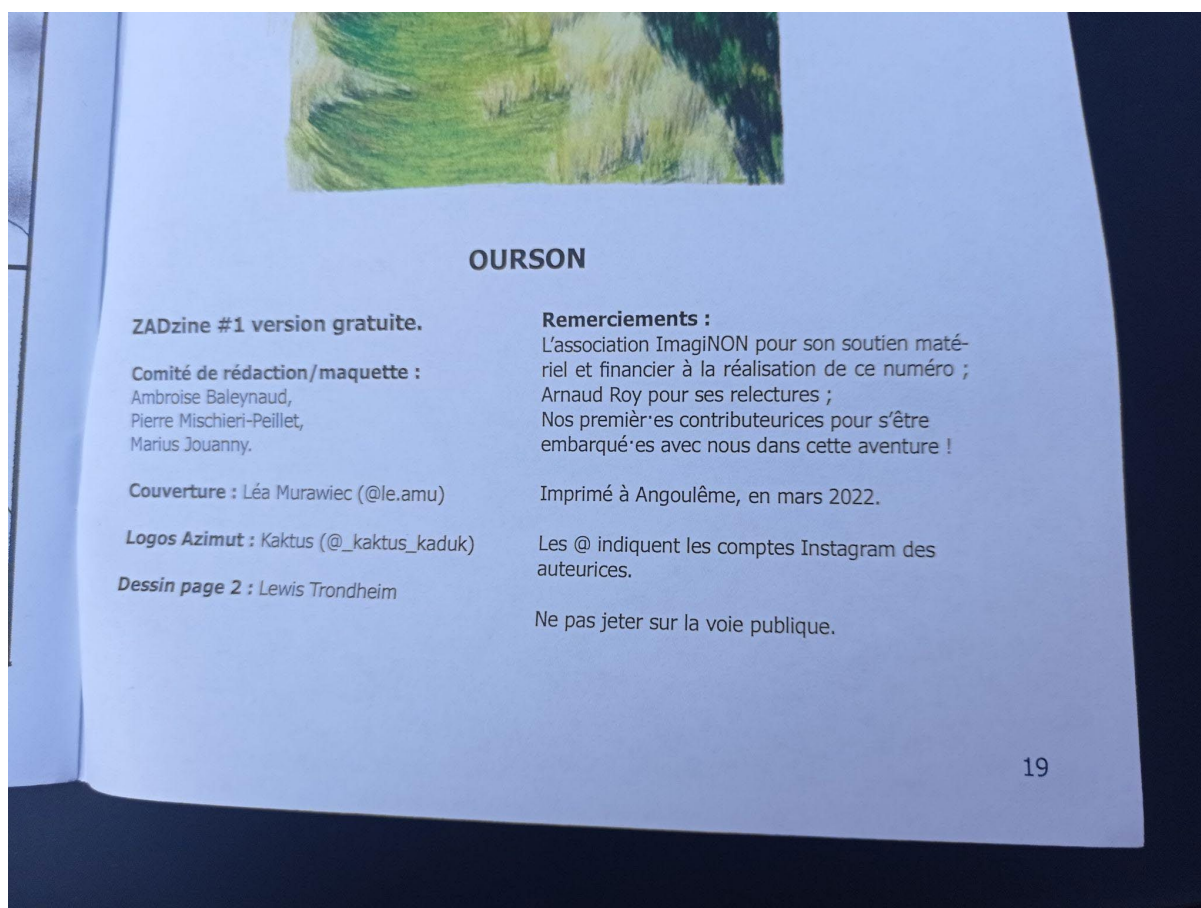 OURSON
ZADzine #1 version gratuite.
Comité de rédaction/maquette :
Ambroise Baleynaud,
Pierre Mischieri-Peillet,
Marius Jouanny.
Couverture : Léa Murawiec (@le.amu)
Logos Azimut : Kaktus (@_kaktus_kaduk)
Dessin page 2 : Lewis Trondheim
Remerciements :
L'association ImagiNON pour son soutien maté-
riel et financier à la réalisation de ce numéro ;
Arnaud Roy pour ses relectures ;
Nos premièr·es contributeurices pour s'être
embarqué·es avec nous dans cette aventure !
Imprimé à Angoulême, en mars 2022.
Les @ indiquent les comptes Instagram des
auteurices.
Ne pas jeter sur la voie publique.
19